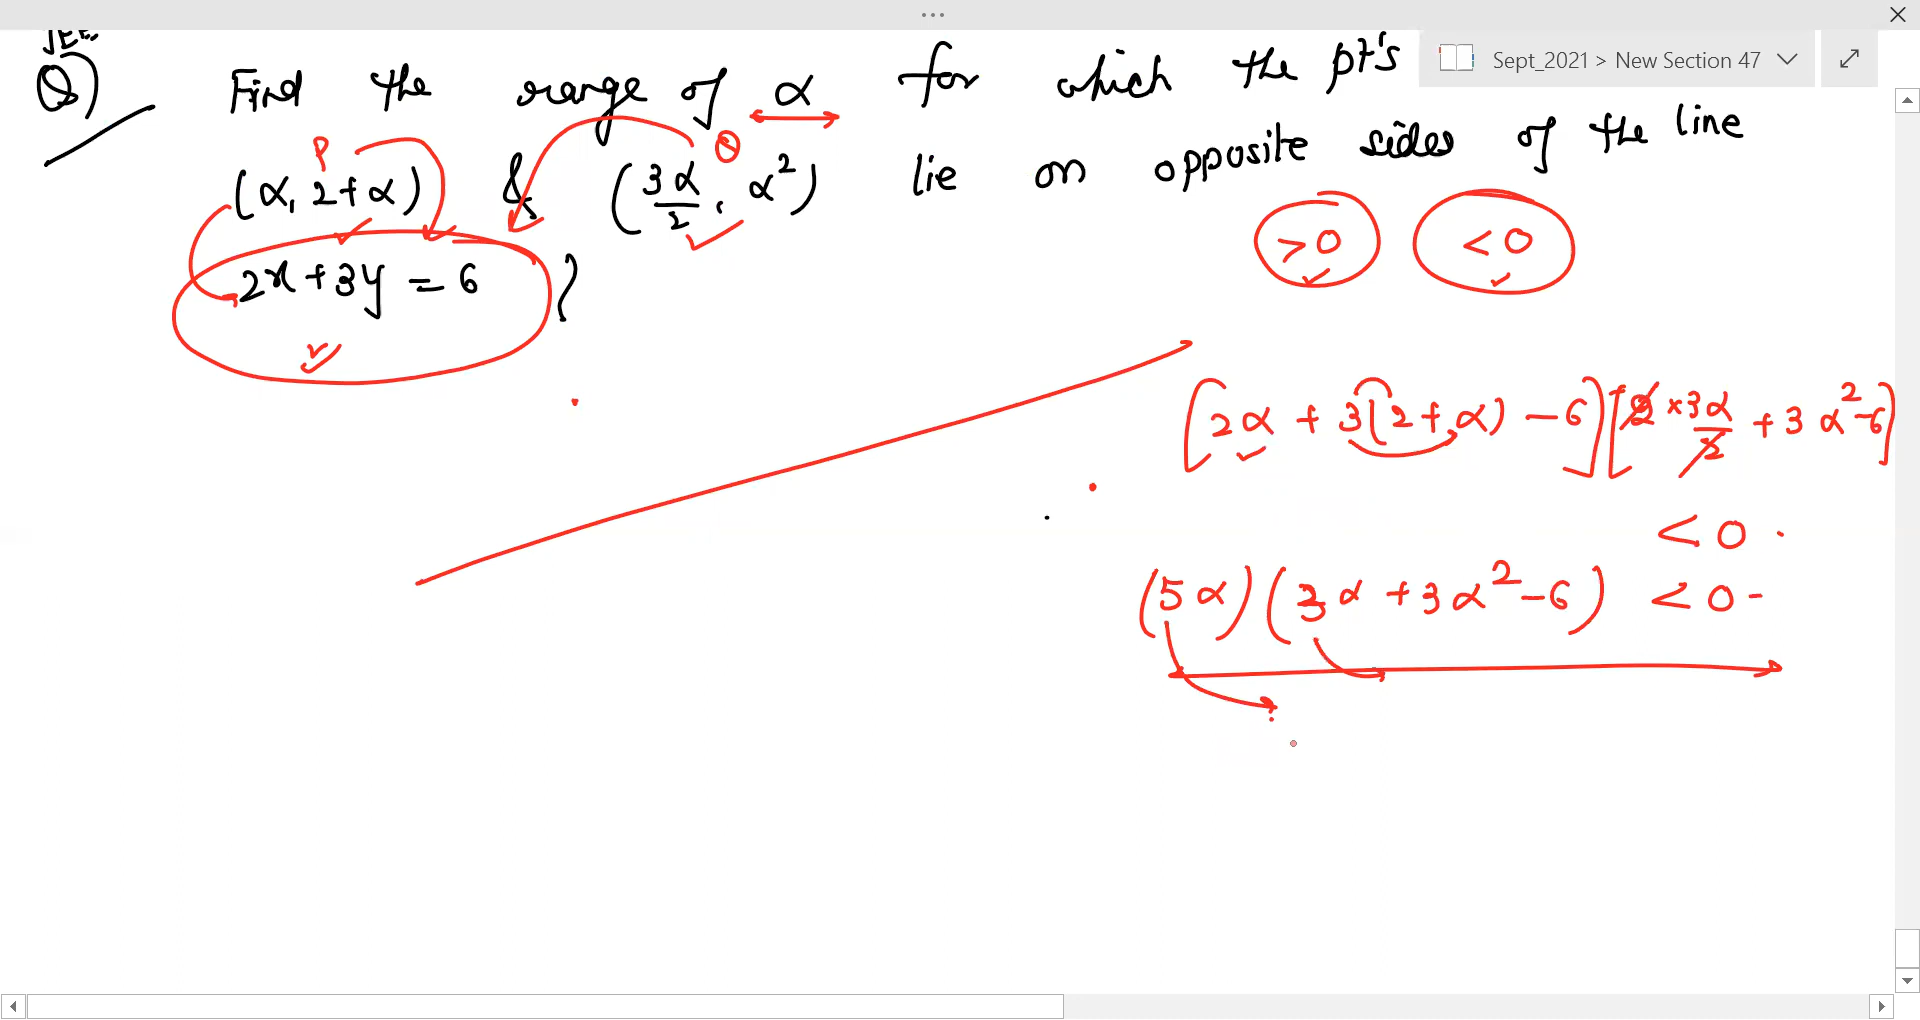 JEE
Q) Find the range of α for which the pt's
(α, 2+α) & (3α/2, α²) lie on opposite sides of the line
2x+3y = 6 ?
P
Q
>0 <0
[2α + 3(2+α) - 6][2 × 3α/2 + 3α² - 6]
< 0
(5α)(3α + 3α² - 6) < 0
Sept_2021 > New Section 47